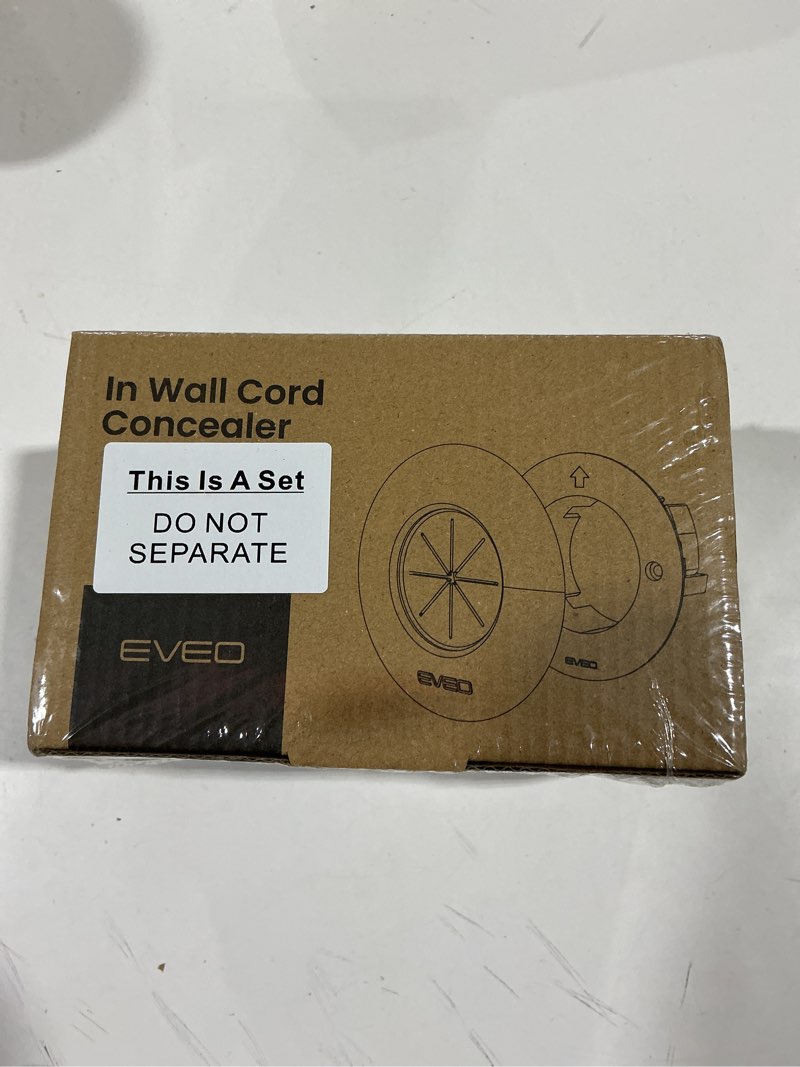 In Wall Cord
Concealer
This Is A Set
DO NOT
SEPARATE
EVEO
EVEO
EVEO